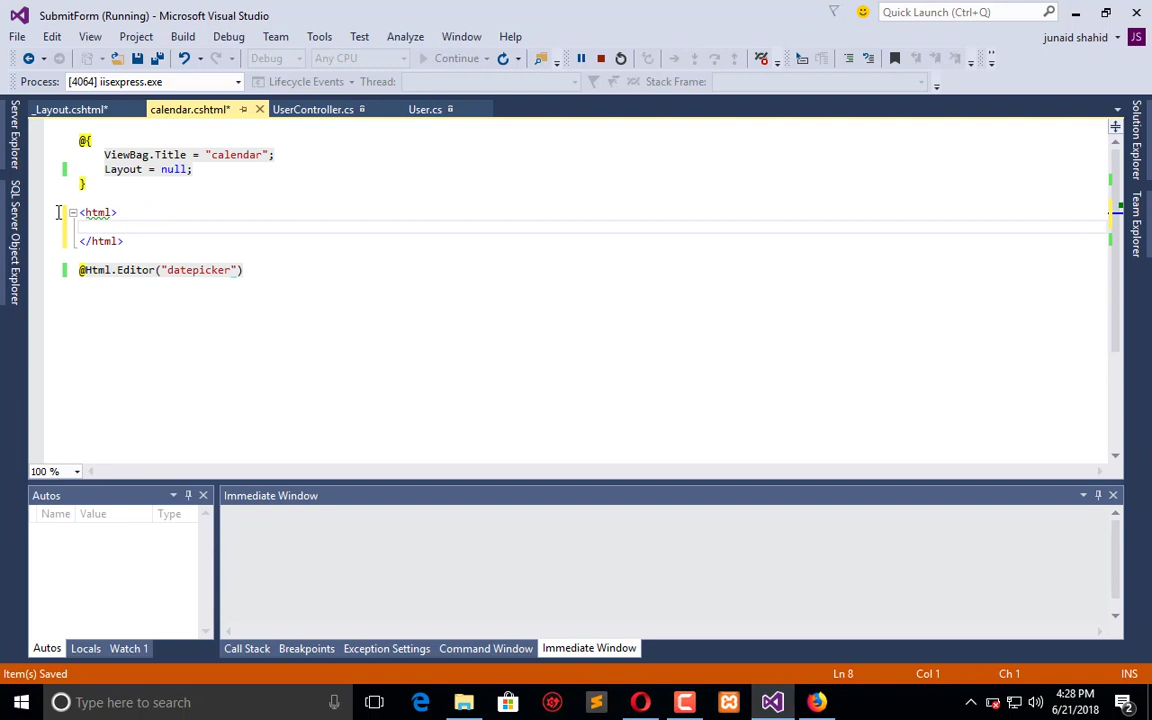 SubmitForm (Running) - Microsoft Visual Studio
Quick Launch (Ctrl+Q)
File Edit View Project Build Debug Team Tools Test Analyze Window Help
junaid shahid JS
Debug Any CPU Continue
Process: [4064] iisexpress.exe Lifecycle Events Thread: Stack Frame:
_Layout.cshtml* calendar.cshtml* UserController.cs User.cs
Server Explorer
SQL Server Object Explorer
Solution Explorer
Team Explorer
@{
ViewBag.Title = "calendar";
Layout = null;
}
<html>
</html>
@Html.Editor("datepicker")
100 %
Autos
Name Value Type
Immediate Window
Autos Locals Watch 1
Call Stack Breakpoints Exception Settings Command Window Immediate Window
Item(s) Saved Ln 8 Col 1 Ch 1 INS
Type here to search
4:28 PM
6/21/2018
2